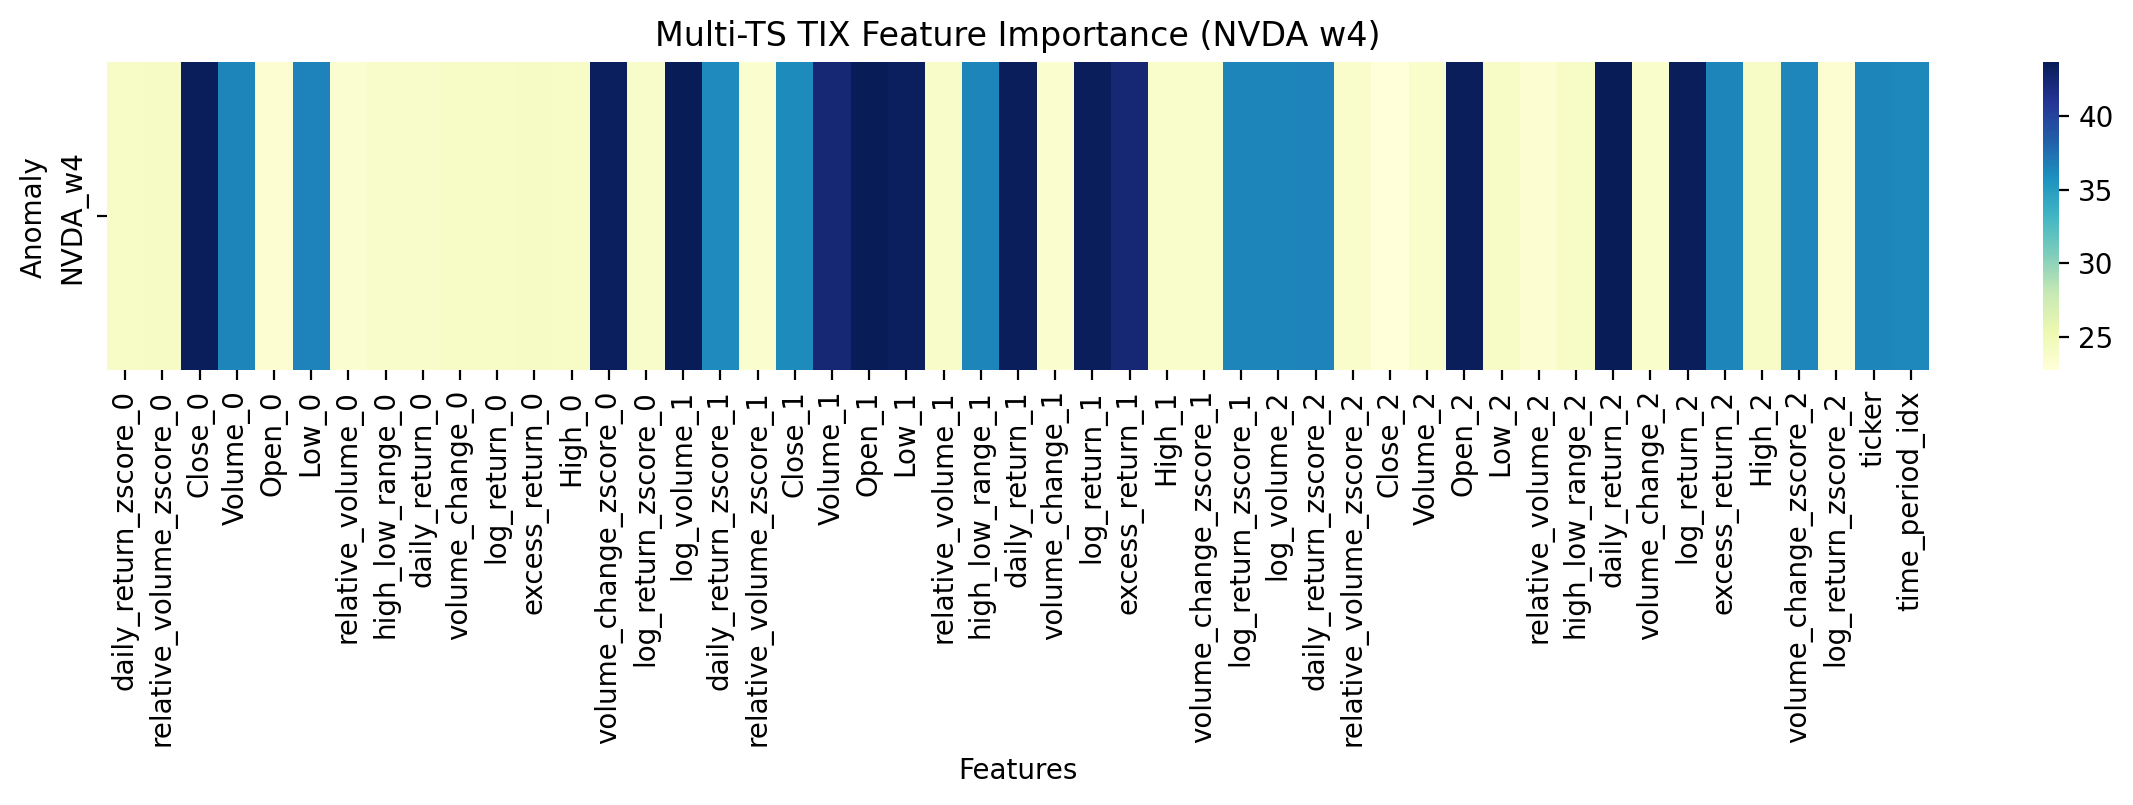 Multi-TS TIX Feature Importance (NVDA w4)
Anomaly
NVDA_w4
40
35
30
25
daily_return_zscore_0
relative_volume_zscore_0
Close_0
Volume_0
Open_0
Low_0
relative_volume_0
high_low_range_0
daily_return_0
volume_change_0
log_return_0
excess_return_0
High_0
volume_change_zscore_0
log_return_zscore_0
log_volume_1
daily_return_zscore_1
relative_volume_zscore_1
Close_1
Volume_1
Open_1
Low_1
relative_volume_1
high_low_range_1
daily_return_1
volume_change_1
log_return_1
excess_return_1
High_1
volume_change_zscore_1
log_return_zscore_1
log_volume_2
daily_return_zscore_2
relative_volume_zscore_2
Close_2
Volume_2
Open_2
Low_2
relative_volume_2
high_low_range_2
daily_return_2
volume_change_2
log_return_2
excess_return_2
High_2
volume_change_zscore_2
log_return_zscore_2
ticker
time_period_idx
Features